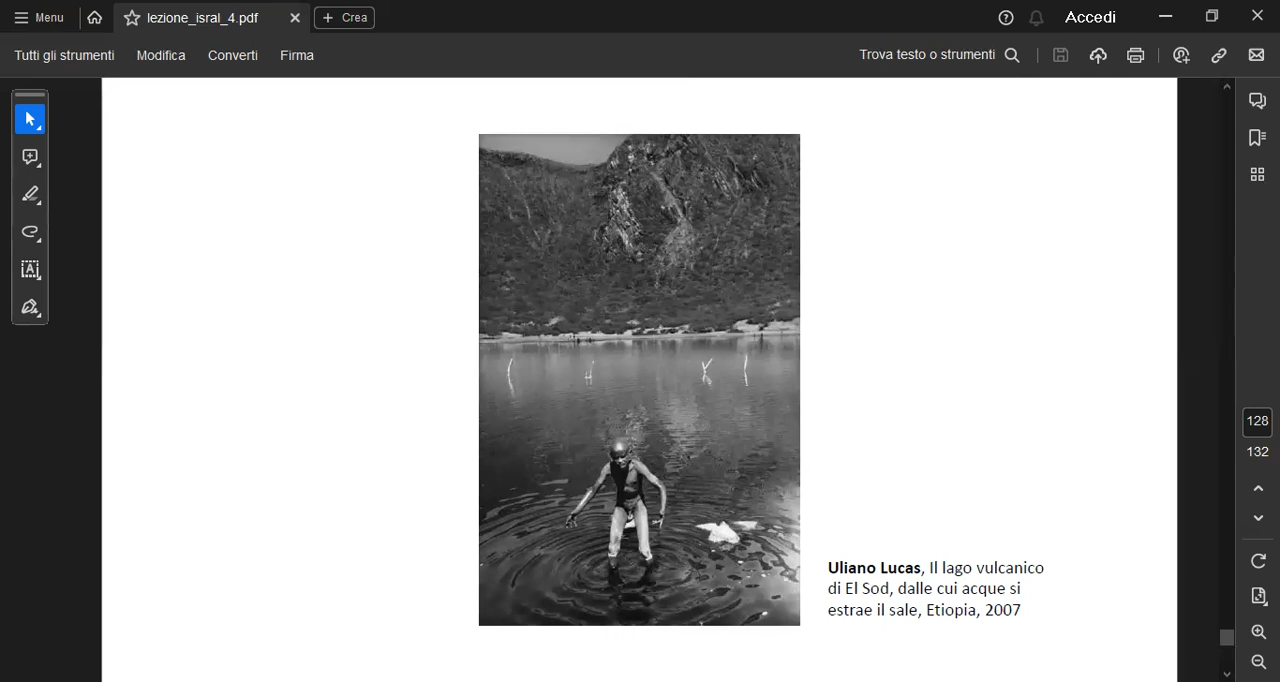 Menu
lezione_isral_4.pdf
Crea
Accedi
Tutti gli strumenti
Modifica
Converti
Firma
Trova testo o strumenti
128
132
Uliano Lucas, Il lago vulcanico
di El Sod, dalle cui acque si
estrae il sale, Etiopia, 2007